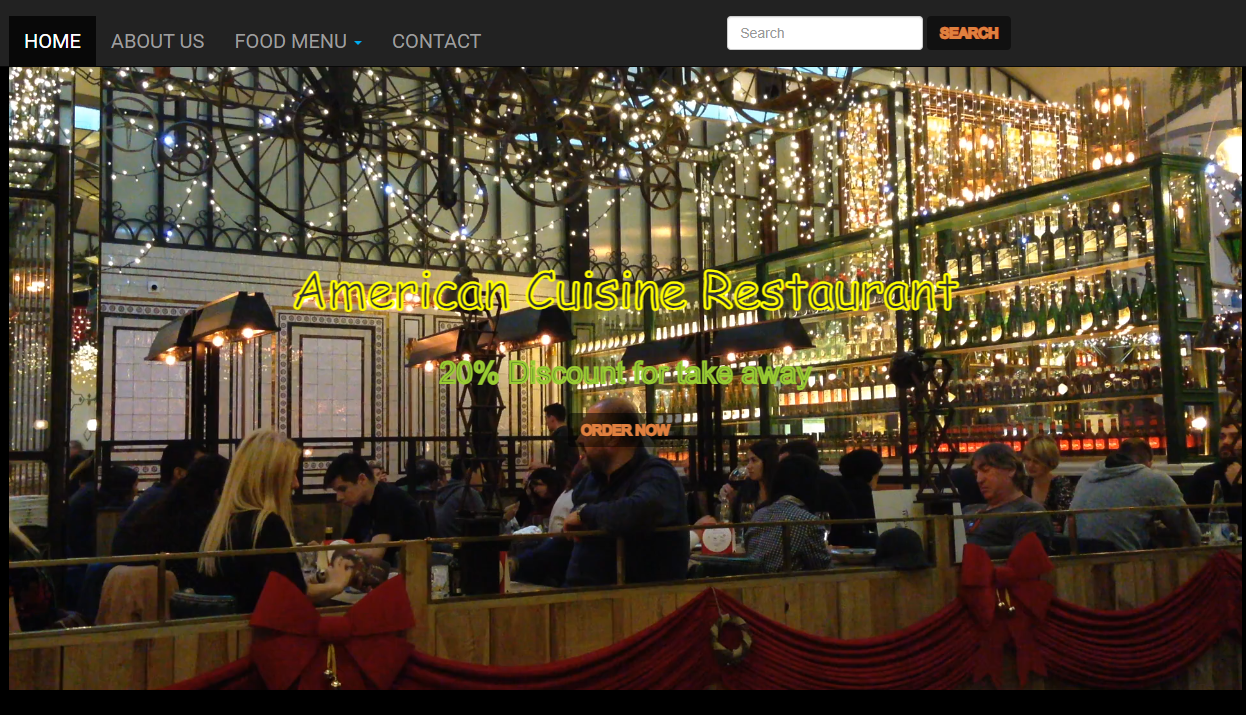 HOME ABOUT US FOOD MENU CONTACT Search SEARCH
American Cuisine Restaurant
20% Discount for take away
ORDER NOW